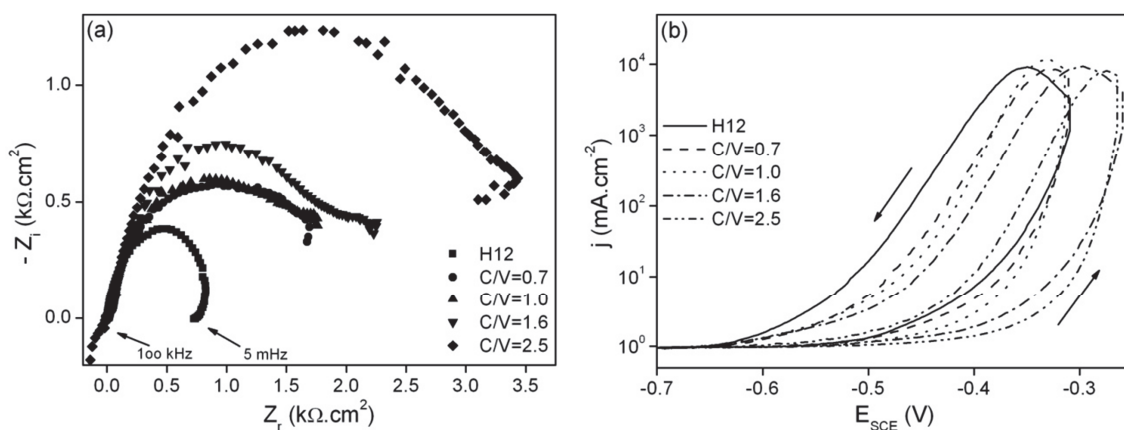 (a)
- Zᵢ (kΩ.cm²)
1.0
0.5
0.0
H12
C/V=0.7
C/V=1.0
C/V=1.6
C/V=2.5
1oo kHz
5 mHz
0.0 0.5 1.0 1.5 2.0 2.5 3.0 3.5
Zᵣ (kΩ.cm²)
(b)
j (mA.cm⁻²)
10⁴
10³
10²
10¹
10⁰
H12
C/V=0.7
C/V=1.0
C/V=1.6
C/V=2.5
-0.7 -0.6 -0.5 -0.4 -0.3
E_SCE (V)